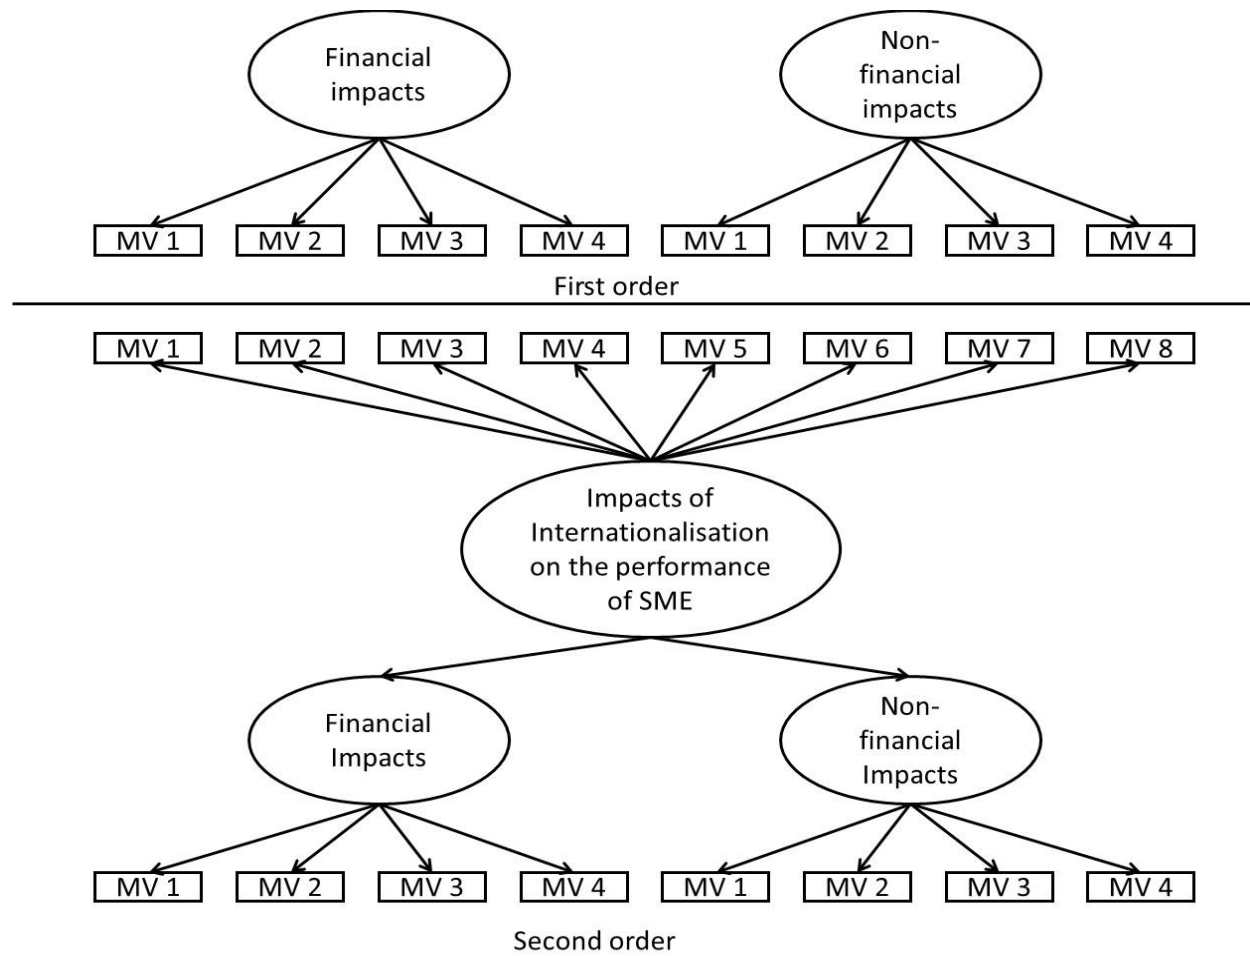 Financial
impacts
Non-
financial
impacts
MV 1 MV 2 MV 3 MV 4 MV 1 MV 2 MV 3 MV 4
First order
MV 1 MV 2 MV 3 MV 4 MV 5 MV 6 MV 7 MV 8
Impacts of
Internationalisation
on the performance
of SME
Financial
Impacts
Non-
financial
Impacts
MV 1 MV 2 MV 3 MV 4 MV 1 MV 2 MV 3 MV 4
Second order